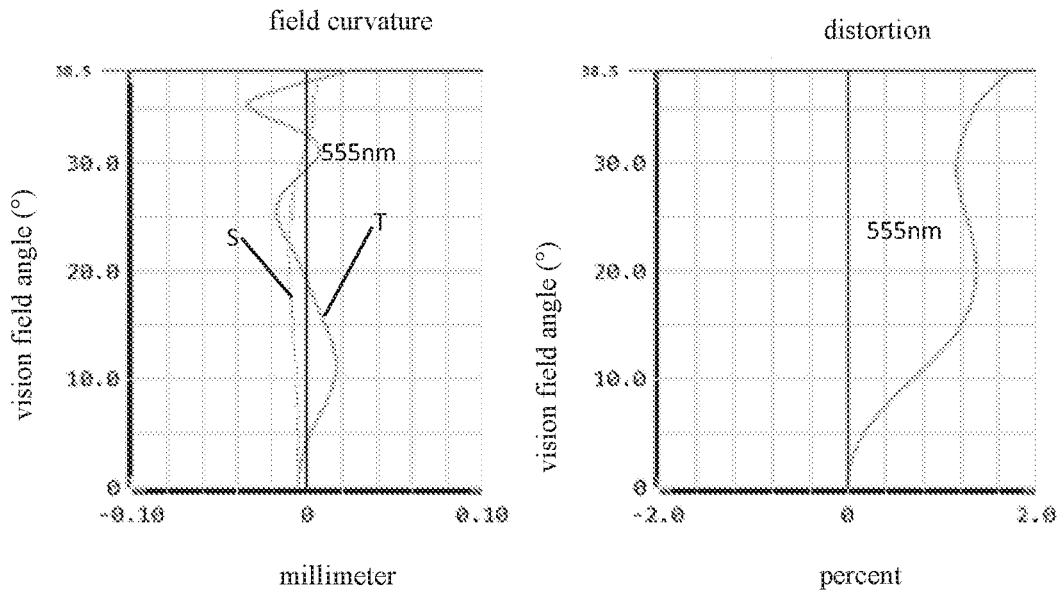 field curvature
distortion
38.5
555nm
30.0
S
T
20.0
10.0
0
-0.10
0
0.10
vision field angle (°)
millimeter
38.5
30.0
555nm
20.0
10.0
0
-2.0
0
2.0
vision field angle (°)
percent